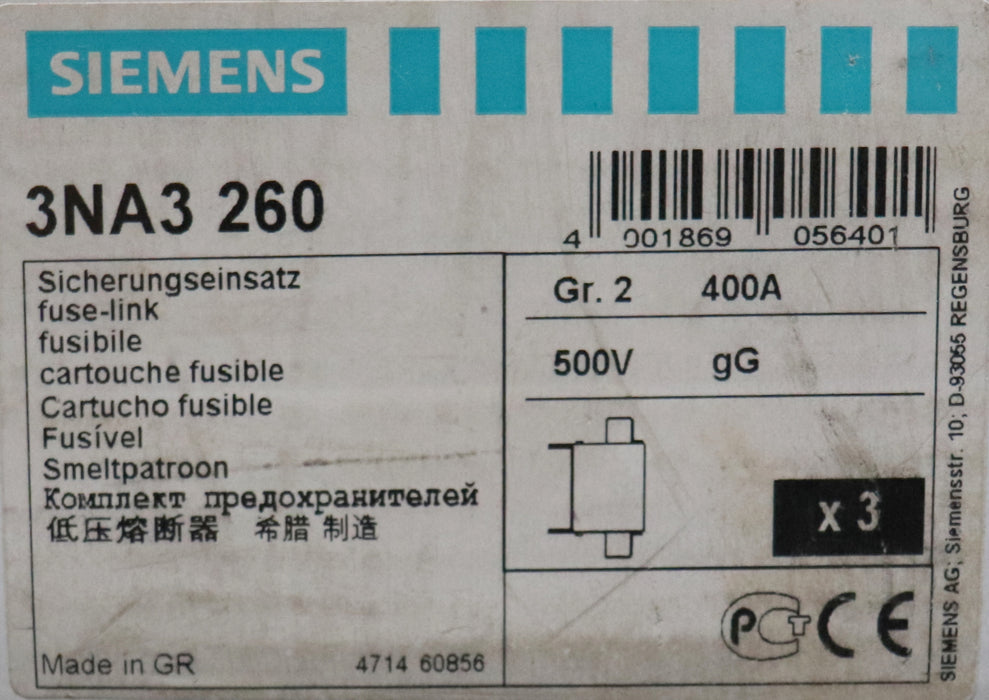 SIEMENS
3NA3 260
4 001869 056401
Sicherungseinsatz
fuse-link
fusibile
cartouche fusible
Cartucho fusible
Fusível
Smeltpatroon
Комплект предохранителей
低压熔断器 希腊 制造
Made in GR 4714 60856
Gr. 2 400A
500V gG
x 3
PCT CE
SIEMENS AG; Siemensstr. 10; D-93055 REGENSBURG